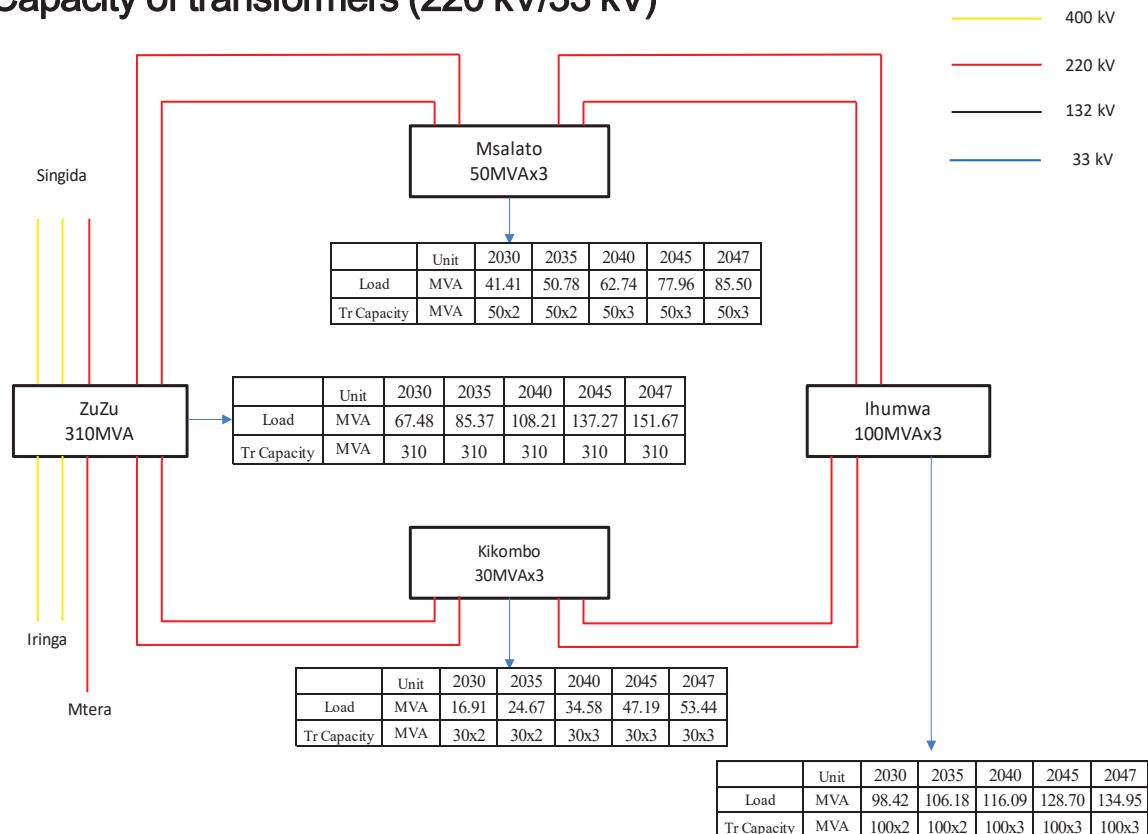 Capacity of transformers (220 kV/33 kV)
400 kV
220 kV
132 kV
33 kV
Msalato
50MVAx3
Singida
Unit 2030 2035 2040 2045 2047
Load MVA 41.41 50.78 62.74 77.96 85.50
Tr Capacity MVA 50x2 50x2 50x3 50x3 50x3
ZuZu
310MVA
Unit 2030 2035 2040 2045 2047
Load MVA 67.48 85.37 108.21 137.27 151.67
Tr Capacity MVA 310 310 310 310 310
Ihumwa
100MVAx3
Kikombo
30MVAx3
Iringa
Mtera
Unit 2030 2035 2040 2045 2047
Load MVA 16.91 24.67 34.58 47.19 53.44
Tr Capacity MVA 30x2 30x2 30x3 30x3 30x3
Unit 2030 2035 2040 2045 2047
Load MVA 98.42 106.18 116.09 128.70 134.95
Tr Capacity MVA 100x2 100x2 100x3 100x3 100x3